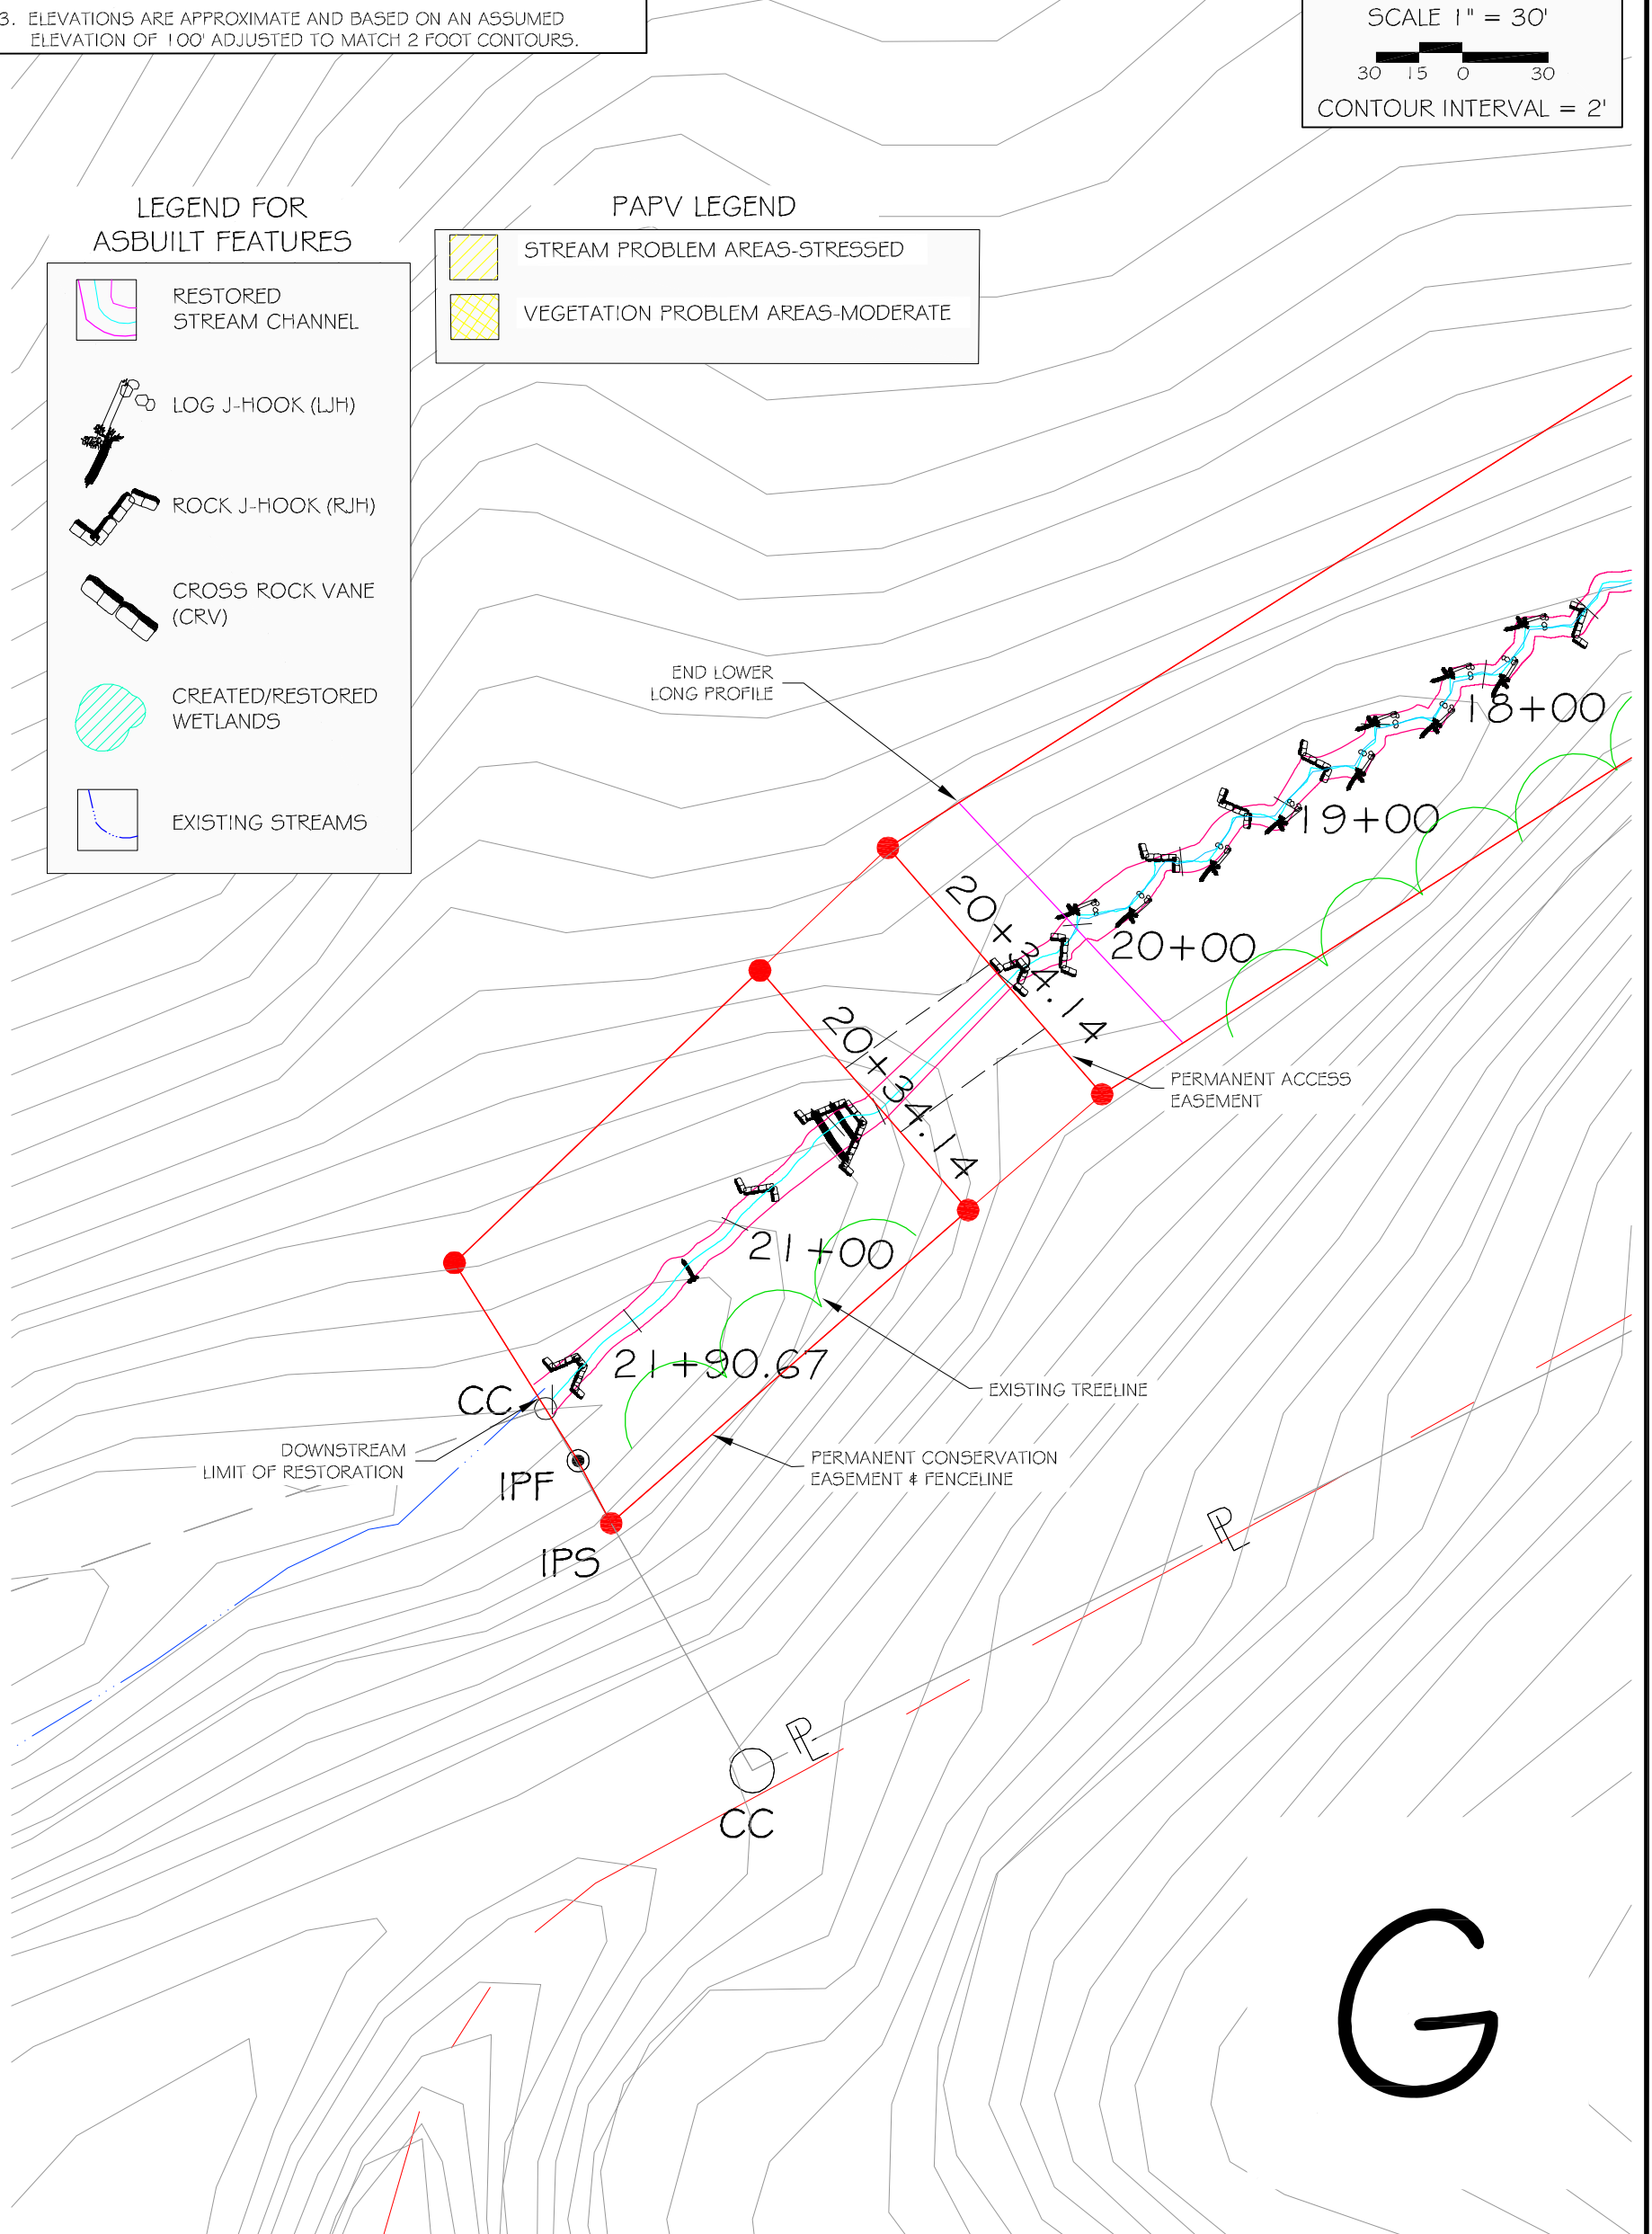 3. ELEVATIONS ARE APPROXIMATE AND BASED ON AN ASSUMED
ELEVATION OF 100' ADJUSTED TO MATCH 2 FOOT CONTOURS.
SCALE 1" = 30'
30 15 0 30
CONTOUR INTERVAL = 2'
LEGEND FOR
ASBUILT FEATURES
RESTORED
STREAM CHANNEL
LOG J-HOOK (LJH)
ROCK J-HOOK (RJH)
CROSS ROCK VANE
(CRV)
CREATED/RESTORED
WETLANDS
EXISTING STREAMS
PAPV LEGEND
STREAM PROBLEM AREAS-STRESSED
VEGETATION PROBLEM AREAS-MODERATE
END LOWER
LONG PROFILE
18+00
19+00
20+00
20+34.14
20+34.14
PERMANENT ACCESS
EASEMENT
21+00
21+90.67
EXISTING TREELINE
CC
DOWNSTREAM
LIMIT OF RESTORATION
PERMANENT CONSERVATION
EASEMENT & FENCELINE
IPF
IPS
PL
PL
CC
G